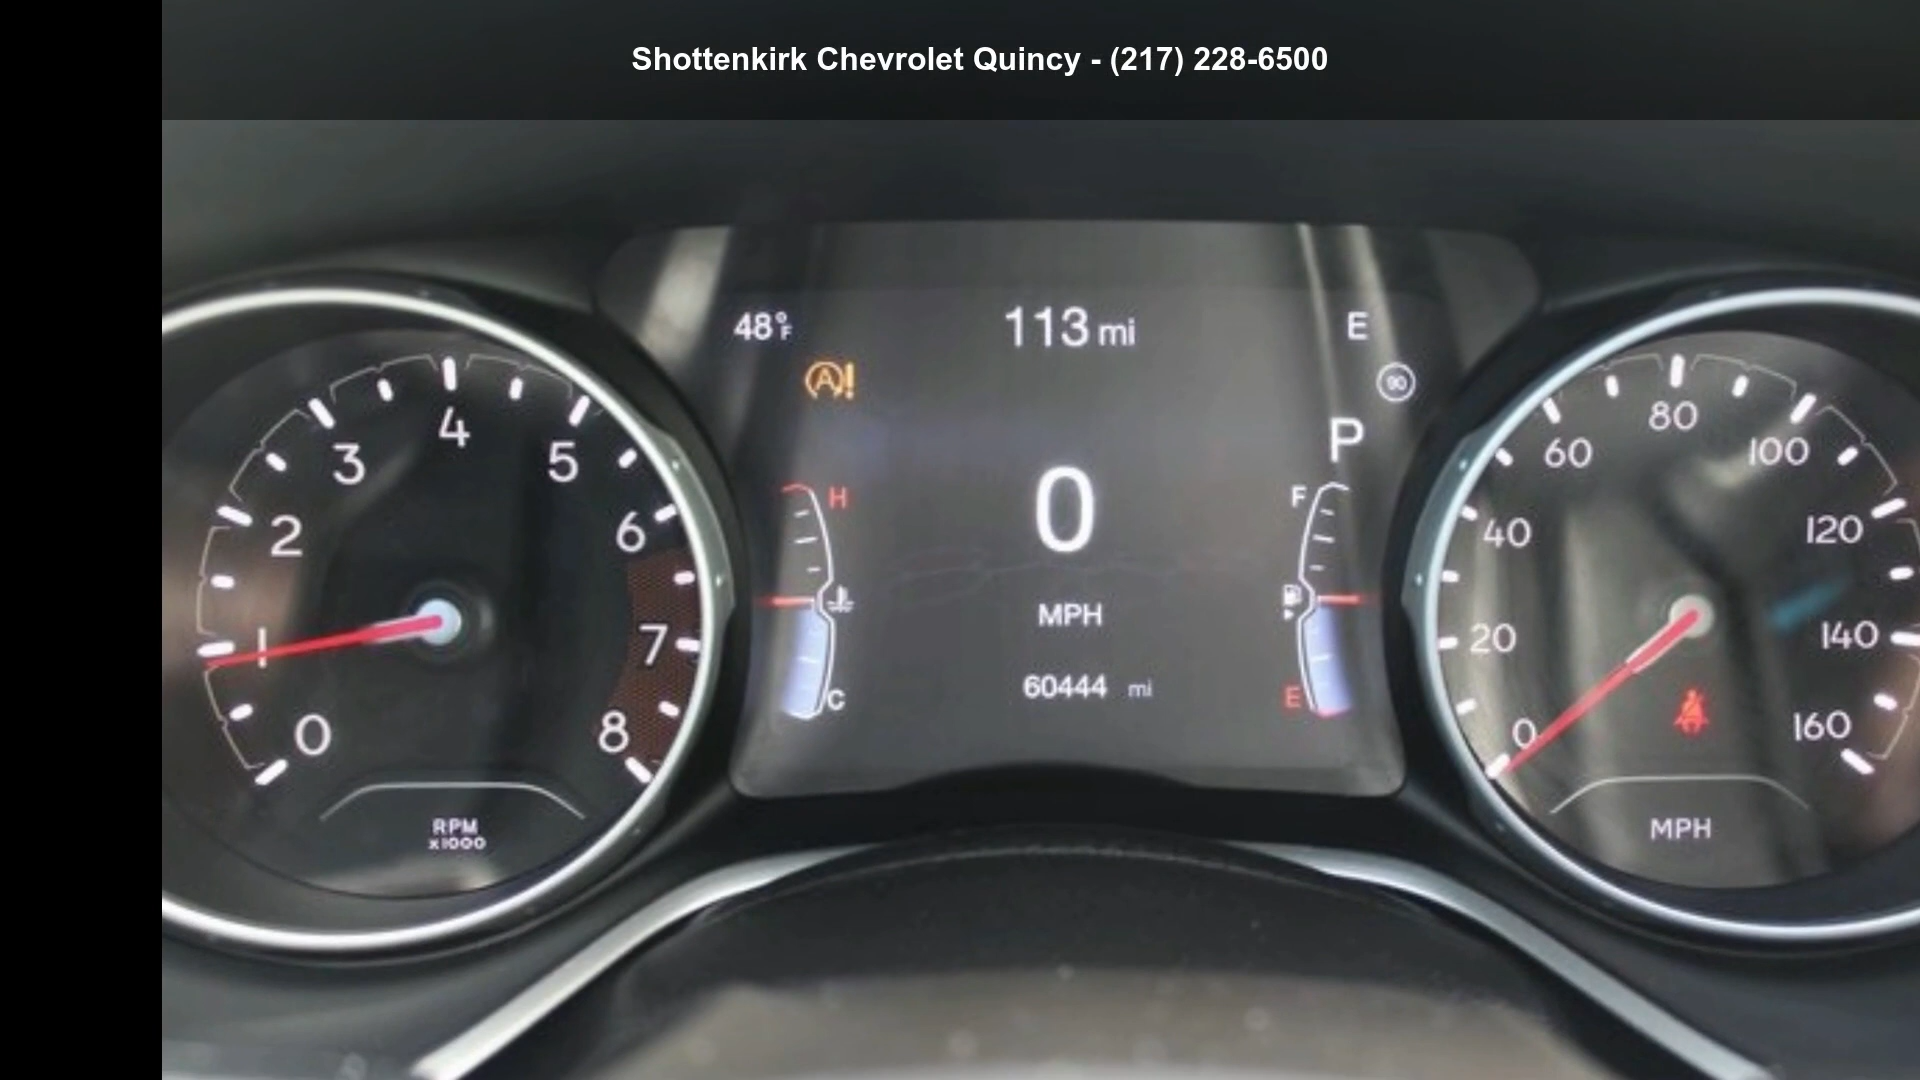 Shottenkirk Chevrolet Quincy - (217) 228-6500
48°F
113 mi
E
A!
90
P
0
MPH
60444 mi
H
C
F
E
0
1
2
3
4
5
6
7
8
RPM
x1000
0
20
40
60
80
100
120
140
160
MPH